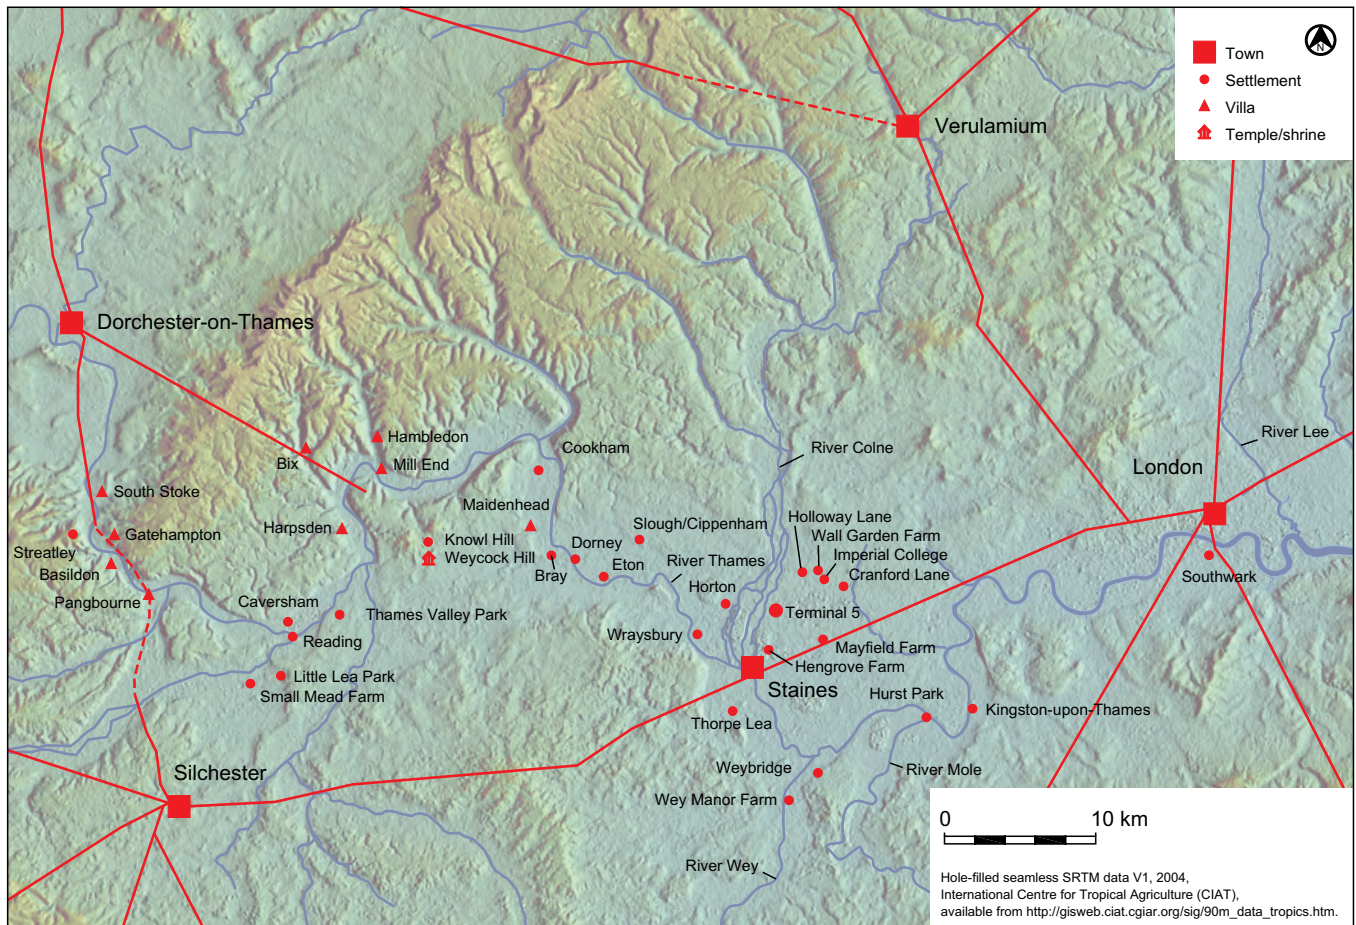 Town
Settlement
Villa
Temple/shrine
N
Verulamium
Dorchester-on-Thames
Hambledon
Bix
Mill End
Cookham
River Colne
River Lee
London
South Stoke
Maidenhead
Harpsden
Slough/Cippenham
Holloway Lane
Wall Garden Farm
Imperial College
Cranford Lane
Gatehampton
Streatley
Basildon
Knowl Hill
Weycock Hill
Bray
Dorney
Eton
River Thames
Southwark
Pangbourne
Horton
Caversham
Thames Valley Park
Terminal 5
Reading
Wraysbury
Mayfield Farm
Hengrove Farm
Little Lea Park
Small Mead Farm
Staines
Hurst Park
Kingston-upon-Thames
Thorpe Lea
Silchester
Weybridge
River Mole
Wey Manor Farm
River Wey
0 10 km
Hole-filled seamless SRTM data V1, 2004,
International Centre for Tropical Agriculture (CIAT),
available from http://gisweb.ciat.cgiar.org/sig/90m_data_tropics.htm.